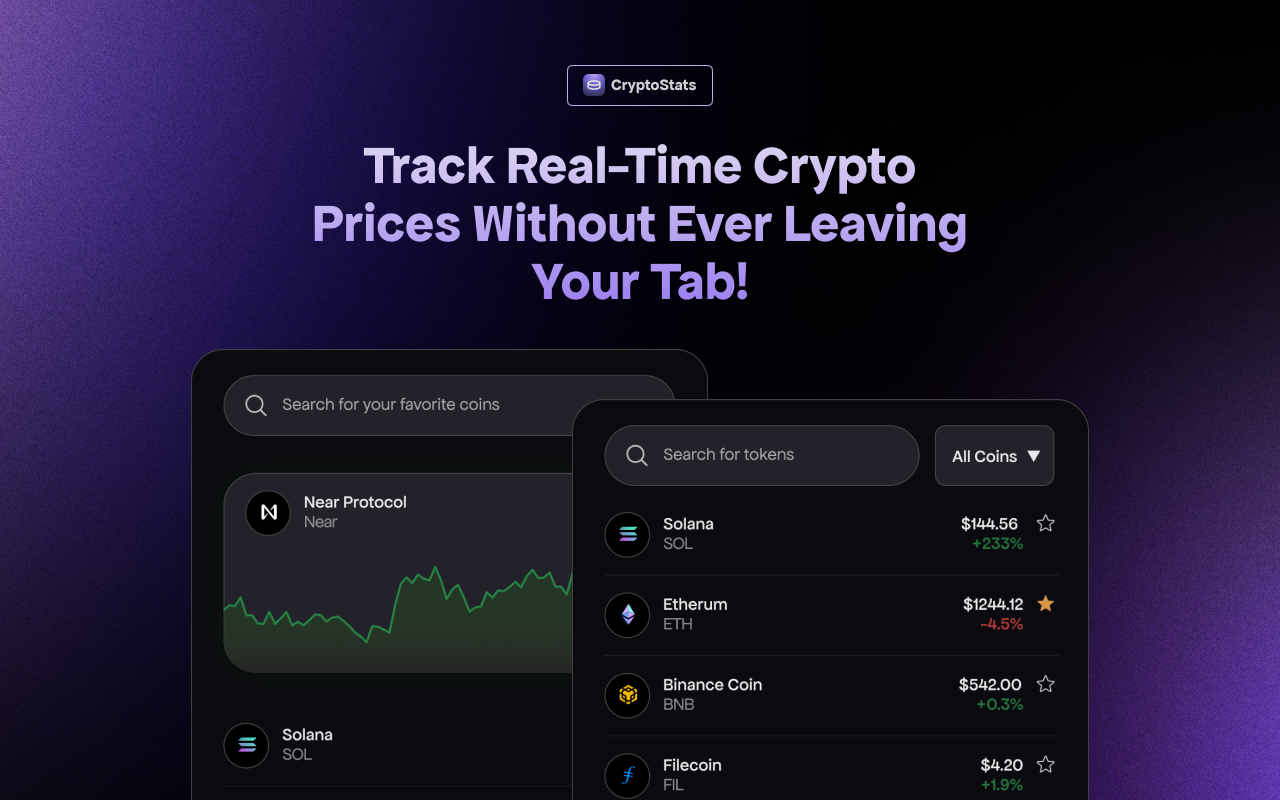 CryptoStats
Track Real-Time Crypto
Prices Without Ever Leaving
Your Tab!
Search for your favorite coins
Near Protocol
Near
Solana
SOL
Search for tokens
All Coins ▼
Solana
SOL
$144.56
+233%
Etherum
ETH
$1244.12
-4.5%
Binance Coin
BNB
$542.00
+0.3%
Filecoin
FIL
$4.20
+1.9%